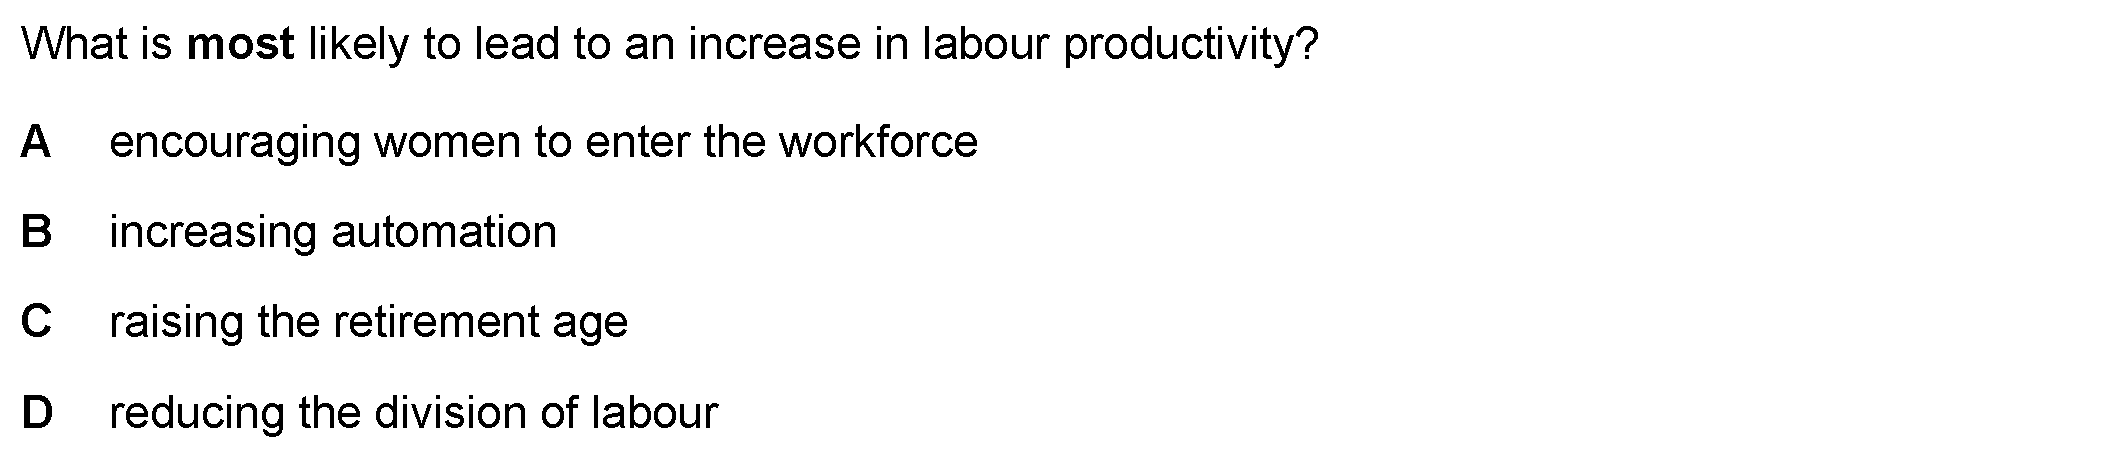 What is most likely to lead to an increase in labour productivity?
A encouraging women to enter the workforce
B increasing automation
C raising the retirement age
D reducing the division of labour